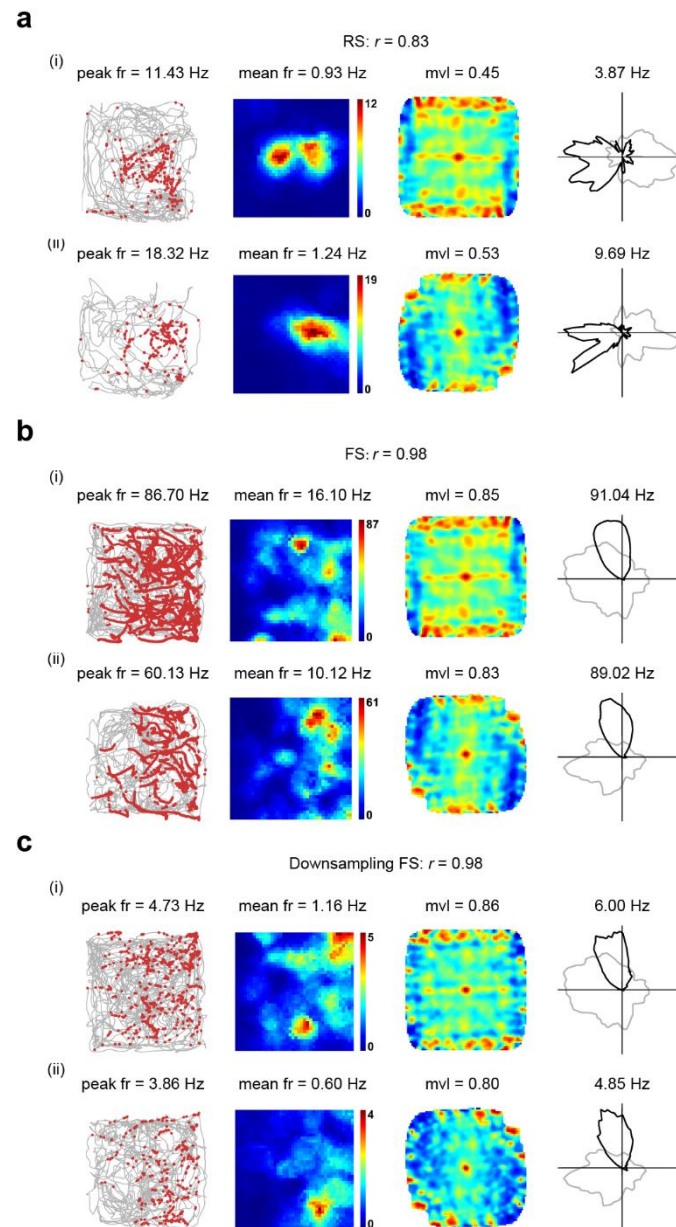 a
RS: r = 0.83
(i)
peak fr = 11.43 Hz mean fr = 0.93 Hz mvl = 0.45 3.87 Hz
12
0
(ii)
peak fr = 18.32 Hz mean fr = 1.24 Hz mvl = 0.53 9.69 Hz
19
0
b
FS: r = 0.98
(i)
peak fr = 86.70 Hz mean fr = 16.10 Hz mvl = 0.85 91.04 Hz
87
0
(ii)
peak fr = 60.13 Hz mean fr = 10.12 Hz mvl = 0.83 89.02 Hz
61
0
c
Downsampling FS: r = 0.98
(i)
peak fr = 4.73 Hz mean fr = 1.16 Hz mvl = 0.86 6.00 Hz
5
0
(ii)
peak fr = 3.86 Hz mean fr = 0.60 Hz mvl = 0.80 4.85 Hz
4
0